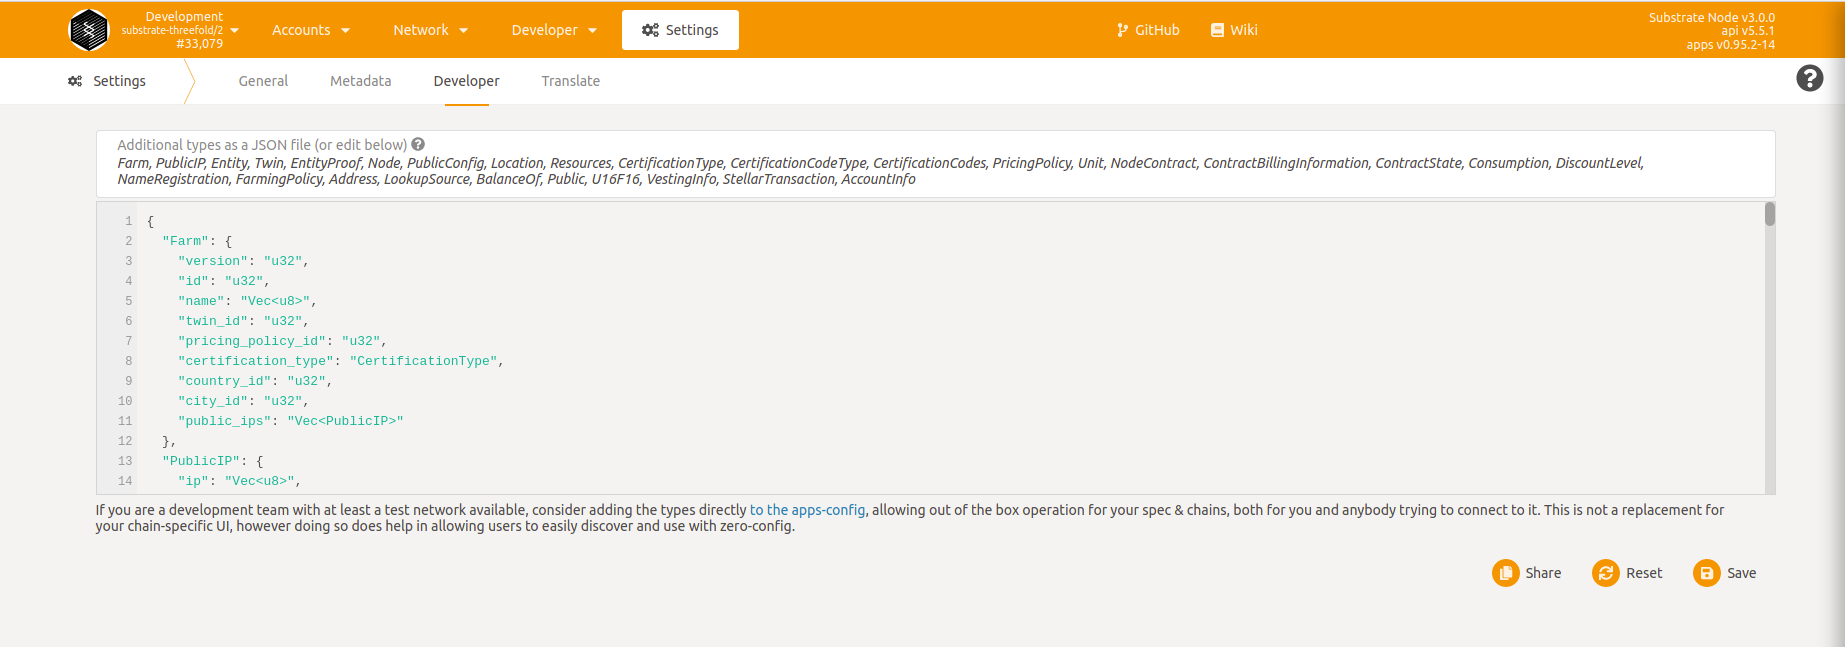 Development
substrate-threefold/2
#33,079
Accounts
Network
Developer
Settings
GitHub
Wiki
Substrate Node v3.0.0
api v5.5.1
apps v0.95.2-14
Settings
General
Metadata
Developer
Translate
?
Additional types as a JSON file (or edit below) ?
Farm, PublicIP, Entity, Twin, EntityProof, Node, PublicConfig, Location, Resources, CertificationType, CertificationCodeType, CertificationCodes, PricingPolicy, Unit, NodeContract, ContractBillingInformation, ContractState, Consumption, DiscountLevel,
NameRegistration, FarmingPolicy, Address, LookupSource, BalanceOf, Public, U16F16, VestingInfo, StellarTransaction, AccountInfo
1 {
2 "Farm": {
3 "version": "u32",
4 "id": "u32",
5 "name": "Vec<u8>",
6 "twin_id": "u32",
7 "pricing_policy_id": "u32",
8 "certification_type": "CertificationType",
9 "country_id": "u32",
10 "city_id": "u32",
11 "public_ips": "Vec<PublicIP>"
12 },
13 "PublicIP": {
14 "ip": "Vec<u8>",
If you are a development team with at least a test network available, consider adding the types directly to the apps-config, allowing out of the box operation for your spec & chains, both for you and anybody trying to connect to it. This is not a replacement for
your chain-specific UI, however doing so does help in allowing users to easily discover and use with zero-config.
Share
Reset
Save